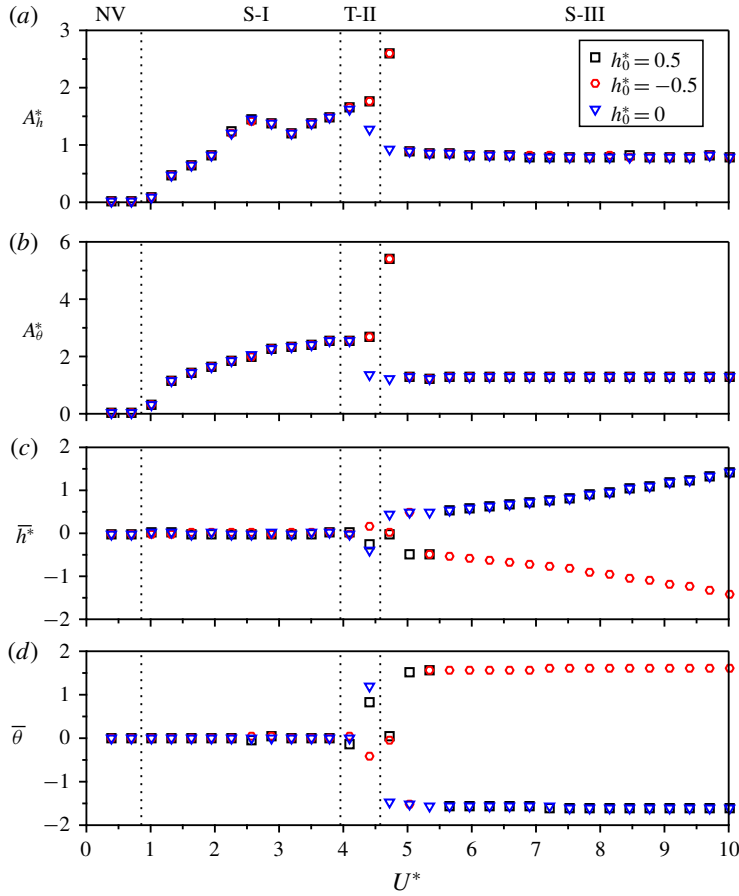 NV S-I T-II S-III
(a)
3
2
1
0
A*h
h*0 = 0.5
h*0 = −0.5
h*0 = 0
(b)
6
4
2
0
A*θ
(c)
2
1
0
−1
−2
h̅*
(d)
2
1
0
−1
−2
θ̅
0 1 2 3 4 5 6 7 8 9 10
U*